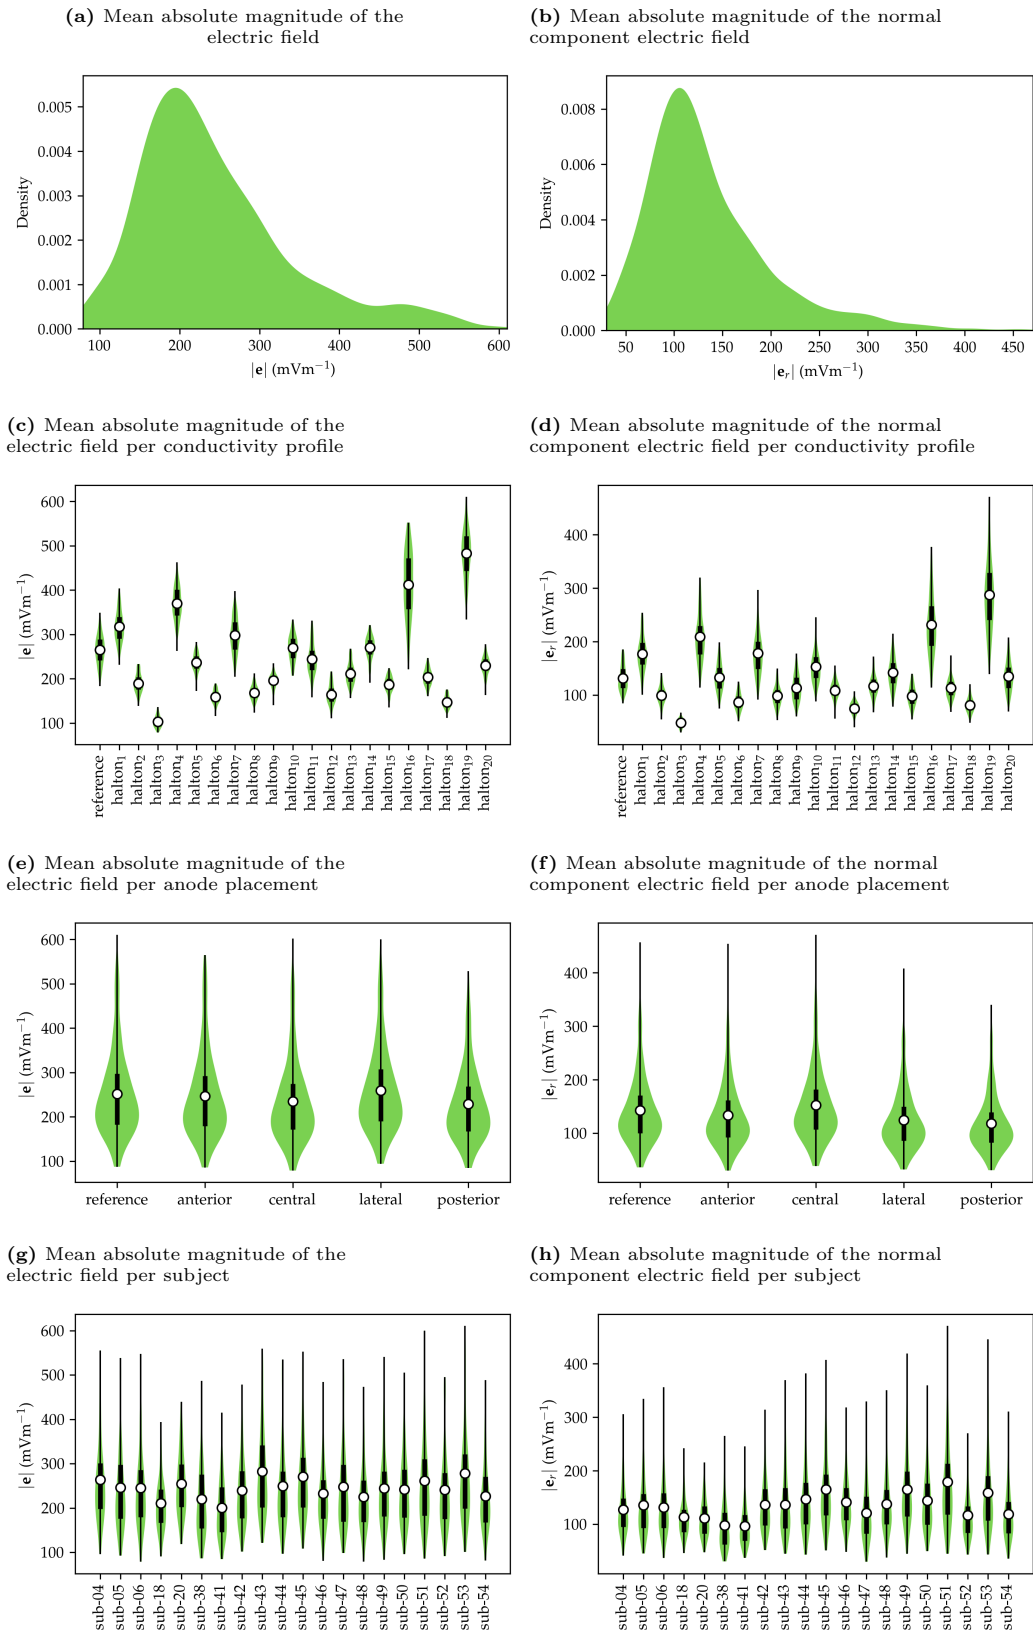 (a) Mean absolute magnitude of the
electric field
0.005
0.004
0.003
0.002
0.001
0.000
Density
100 200 300 400 500 600
|e| (mVm⁻¹)
(b) Mean absolute magnitude of the normal
component electric field
0.008
0.006
0.004
0.002
0.000
Density
50 100 150 200 250 300 350 400 450
|eᵣ| (mVm⁻¹)
(c) Mean absolute magnitude of the
electric field per conductivity profile
600
500
400
300
200
100
|e| (mVm⁻¹)
reference halton₁ halton₂ halton₃ halton₄ halton₅ halton₆ halton₇ halton₈ halton₉ halton₁₀ halton₁₁ halton₁₂ halton₁₃ halton₁₄ halton₁₅ halton₁₆ halton₁₇ halton₁₈ halton₁₉ halton₂₀
(d) Mean absolute magnitude of the normal
component electric field per conductivity profile
400
300
200
100
|eᵣ| (mVm⁻¹)
reference halton₁ halton₂ halton₃ halton₄ halton₅ halton₆ halton₇ halton₈ halton₉ halton₁₀ halton₁₁ halton₁₂ halton₁₃ halton₁₄ halton₁₅ halton₁₆ halton₁₇ halton₁₈ halton₁₉ halton₂₀
(e) Mean absolute magnitude of the
electric field per anode placement
600
500
400
300
200
100
|e| (mVm⁻¹)
reference anterior central lateral posterior
(f) Mean absolute magnitude of the normal
component electric field per anode placement
400
300
200
100
|eᵣ| (mVm⁻¹)
reference anterior central lateral posterior
(g) Mean absolute magnitude of the
electric field per subject
600
500
400
300
200
100
|e| (mVm⁻¹)
sub-04 sub-05 sub-06 sub-18 sub-20 sub-38 sub-41 sub-42 sub-43 sub-44 sub-45 sub-46 sub-47 sub-48 sub-49 sub-50 sub-51 sub-52 sub-53 sub-54
(h) Mean absolute magnitude of the normal
component electric field per subject
400
300
200
100
|eᵣ| (mVm⁻¹)
sub-04 sub-05 sub-06 sub-18 sub-20 sub-38 sub-41 sub-42 sub-43 sub-44 sub-45 sub-46 sub-47 sub-48 sub-49 sub-50 sub-51 sub-52 sub-53 sub-54